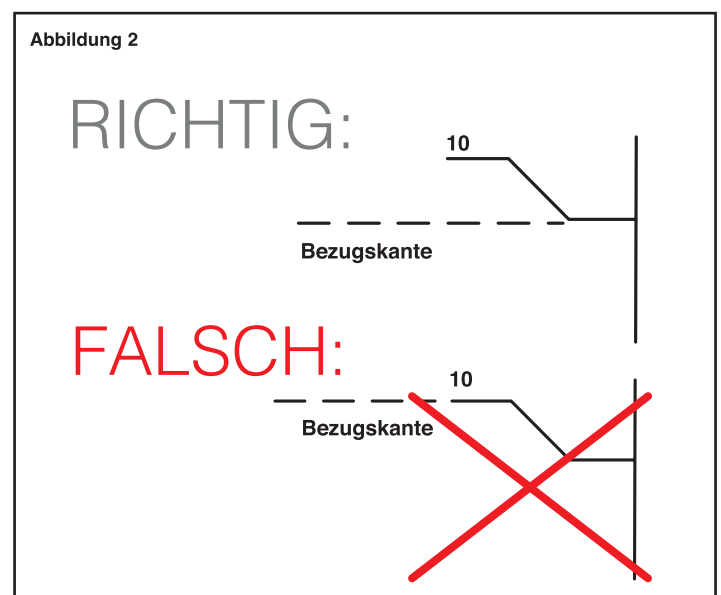 Abbildung 2
RICHTIG:
10
Bezugskante
FALSCH:
10
Bezugskante